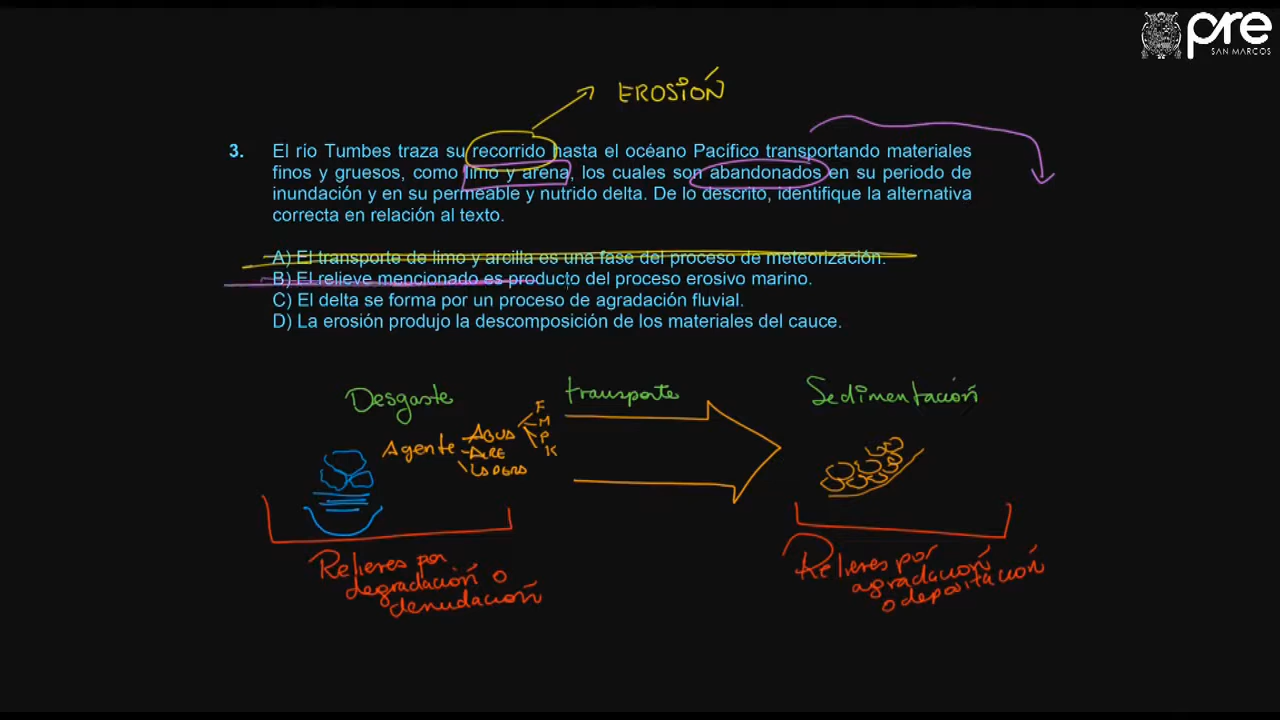 pre
SAN MARCOS
EROSIÓN
3. El río Tumbes traza su recorrido hasta el océano Pacífico transportando materiales
finos y gruesos, como limo y arena, los cuales son abandonados en su periodo de
inundación y en su permeable y nutrido delta. De lo descrito, identifique la alternativa
correcta en relación al texto.
A) El transporte de limo y arcilla es una fase del proceso de meteorización.
B) El relieve mencionado es producto del proceso erosivo marino.
C) El delta se forma por un proceso de agradación fluvial.
D) La erosión produjo la descomposición de los materiales del cauce.
Desgaste
transporte
Sedimentación
Agente
AGUA
AIRE
F
M
P
K
Relieves por
degradación o
denudación
Relieves por
agradación
o depositación